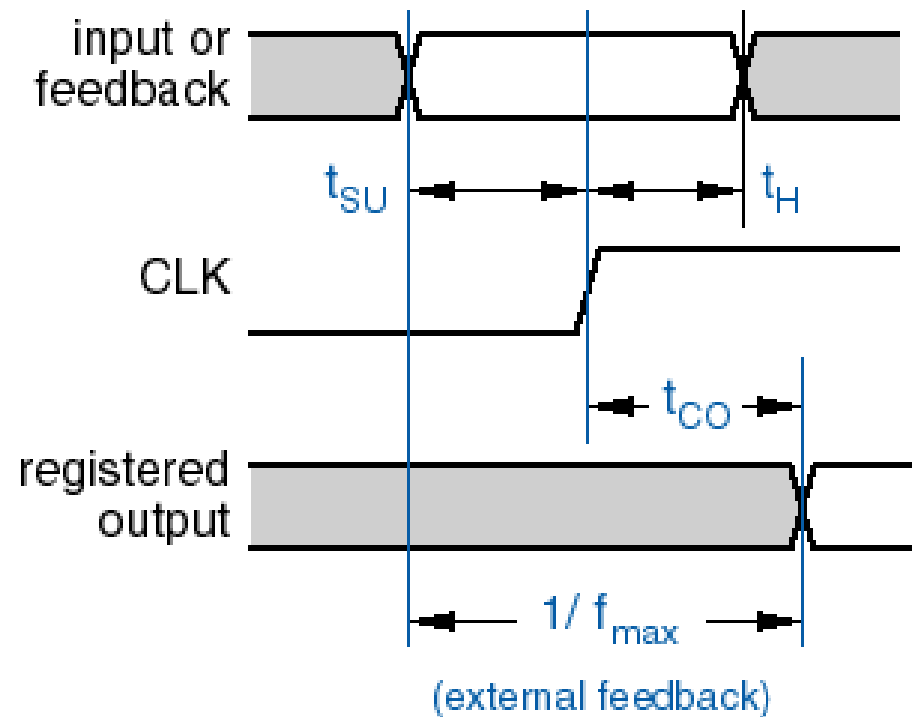 input or
feedback
tSU
tH
CLK
tCO
registered
output
1/ fmax
(external feedback)